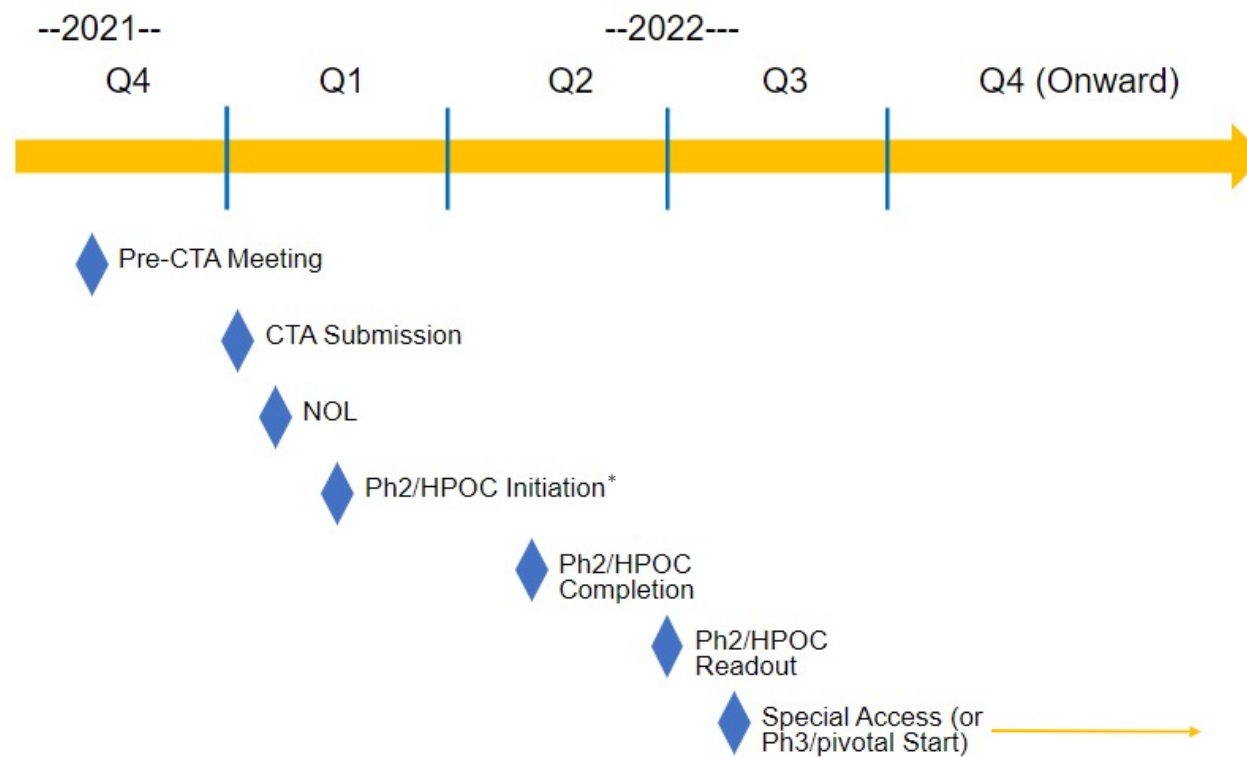 --2021--
--2022---
Q4
Q1
Q2
Q3
Q4 (Onward)
Pre-CTA Meeting
CTA Submission
NOL
Ph2/HPOC Initiation*
Ph2/HPOC
Completion
Ph2/HPOC
Readout
Special Access (or
Ph3/pivotal Start)